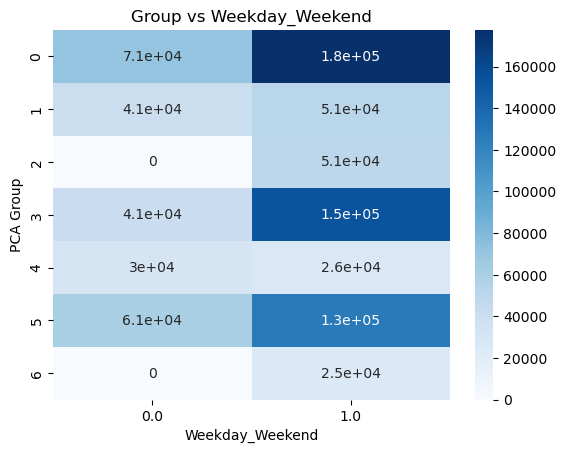 Group vs Weekday_Weekend
0 7.1e+04 1.8e+05
1 4.1e+04 5.1e+04
2 0 5.1e+04
3 4.1e+04 1.5e+05
4 3e+04 2.6e+04
5 6.1e+04 1.3e+05
6 0 2.5e+04
PCA Group
0.0 1.0
Weekday_Weekend
160000
140000
120000
100000
80000
60000
40000
20000
0